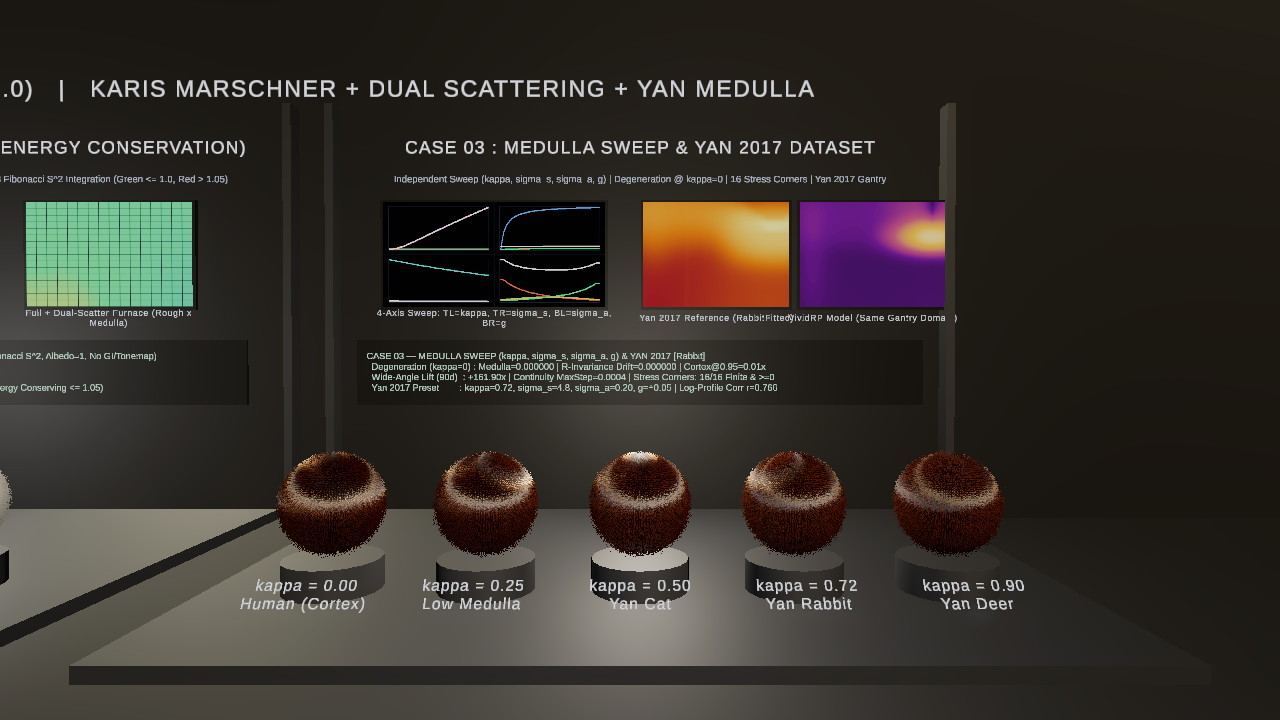 .0) | KARIS MARSCHNER + DUAL SCATTERING + YAN MEDULLA
ENERGY CONSERVATION)
Fibonacci S^2 Integration (Green <= 1.0, Red > 1.05)
Full + Dual-Scatter Furnace (Rough x
Medulla)
onacci S^2, Albedo=1, No GI/Tonemap)
ergy Conserving <= 1.05)
CASE 03 : MEDULLA SWEEP & YAN 2017 DATASET
Independent Sweep (kappa, sigma_s, sigma_a, g) | Degeneration @ kappa=0 | 16 Stress Corners | Yan 2017 Gantry
4-Axis Sweep: TL=kappa, TR=sigma_s, BL=sigma_a,
BR=g
Yan 2017 Reference (Rabbit
Fitted VividRP Model (Same Gantry Domain)
CASE 03 — MEDULLA SWEEP (kappa, sigma_s, sigma_a, g) & YAN 2017 [Rabbit]
Degeneration (kappa=0) : Medulla=0.000000 | R-Invariance Drift=0.000000 | Cortex@0.95=0.01x
Wide-Angle Lift (90d) : +161.90x | Continuity MaxStep=0.0004 | Stress Corners: 16/16 Finite & >=0
Yan 2017 Preset : kappa=0.72, sigma_s=4.8, sigma_a=0.20, g=+0.05 | Log-Profile Corr r=0.766
kappa = 0.00
Human (Cortex)
kappa = 0.25
Low Medulla
kappa = 0.50
Yan Cat
kappa = 0.72
Yan Rabbit
kappa = 0.90
Yan Deer